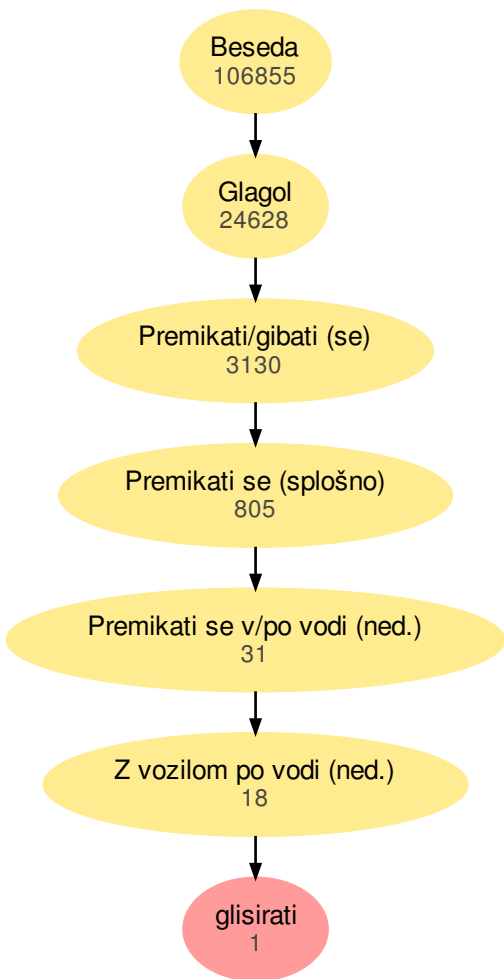 Beseda
106855
Glagol
24628
Premikati/gibati (se)
3130
Premikati se (splošno)
805
Premikati se v/po vodi (ned.)
31
Z vozilom po vodi (ned.)
18
glisirati
1